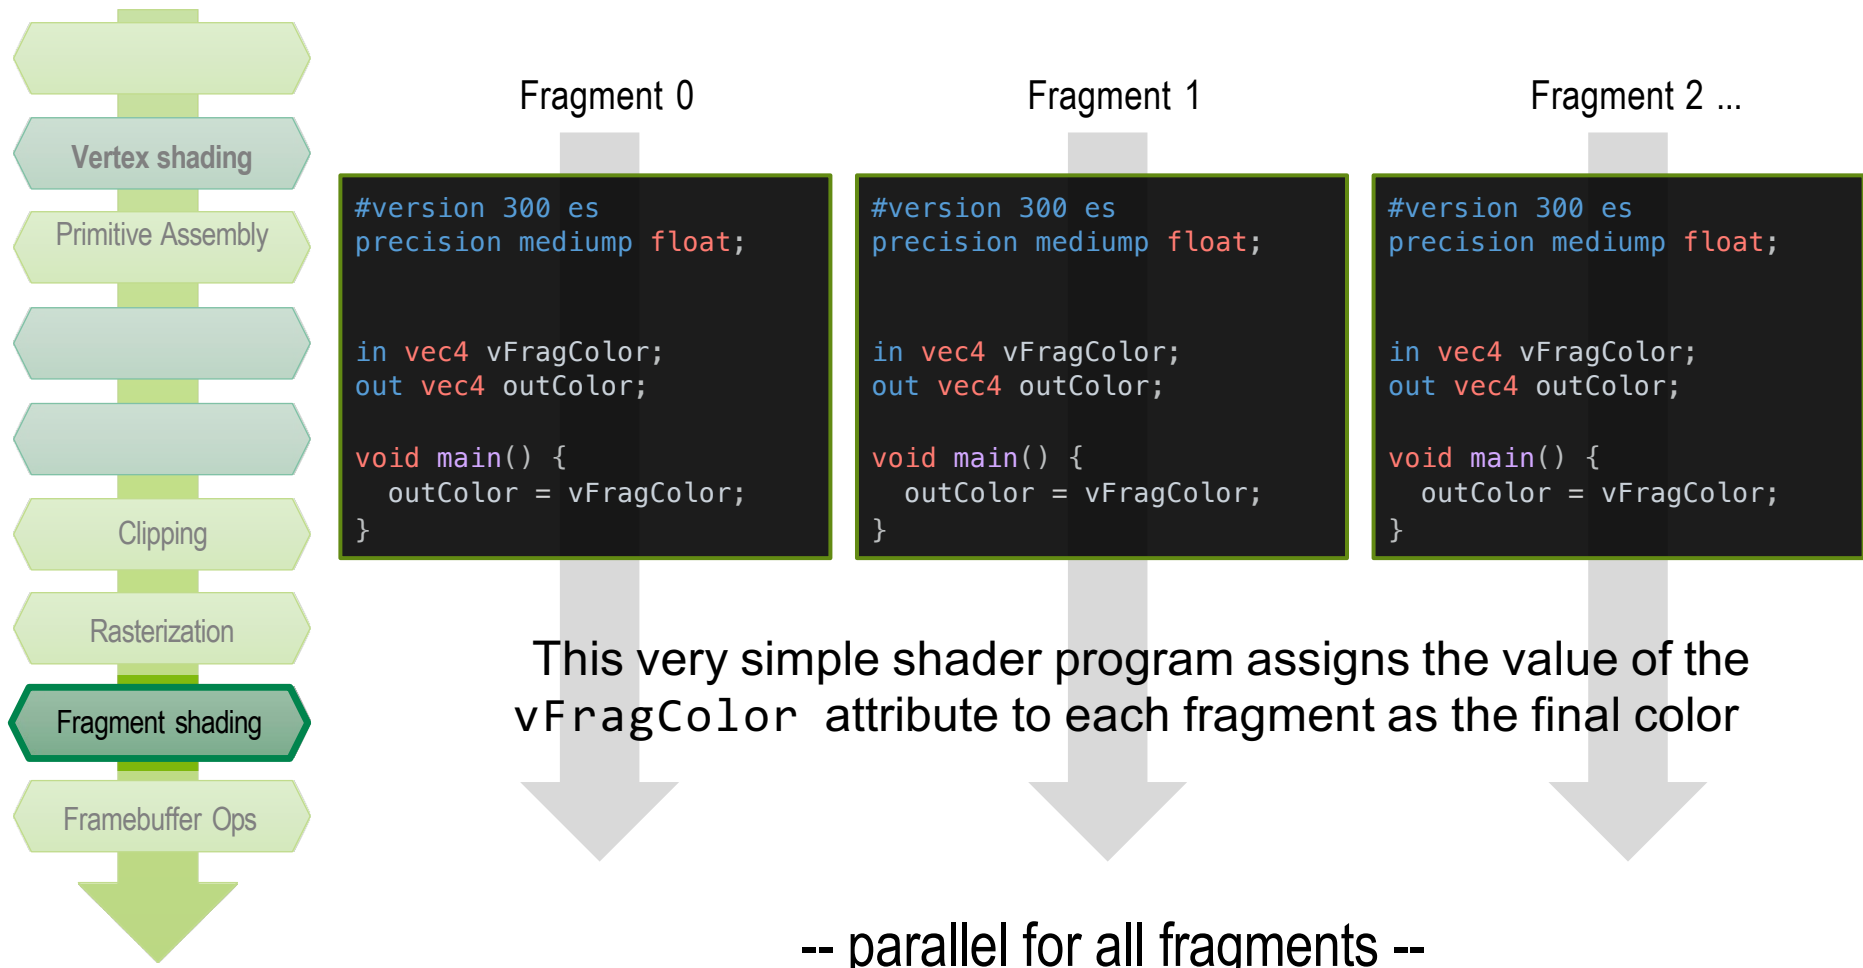 Vertex shading
Primitive Assembly
Clipping
Rasterization
Fragment shading
Framebuffer Ops
Fragment 0
#version 300 es
precision mediump float;
in vec4 vFragColor;
out vec4 outColor;
void main() {
  outColor = vFragColor;
}
Fragment 1
#version 300 es
precision mediump float;
in vec4 vFragColor;
out vec4 outColor;
void main() {
  outColor = vFragColor;
}
Fragment 2 ...
#version 300 es
precision mediump float;
in vec4 vFragColor;
out vec4 outColor;
void main() {
  outColor = vFragColor;
}
This very simple shader program assigns the value of the
vFragColor attribute to each fragment as the final color
-- parallel for all fragments --